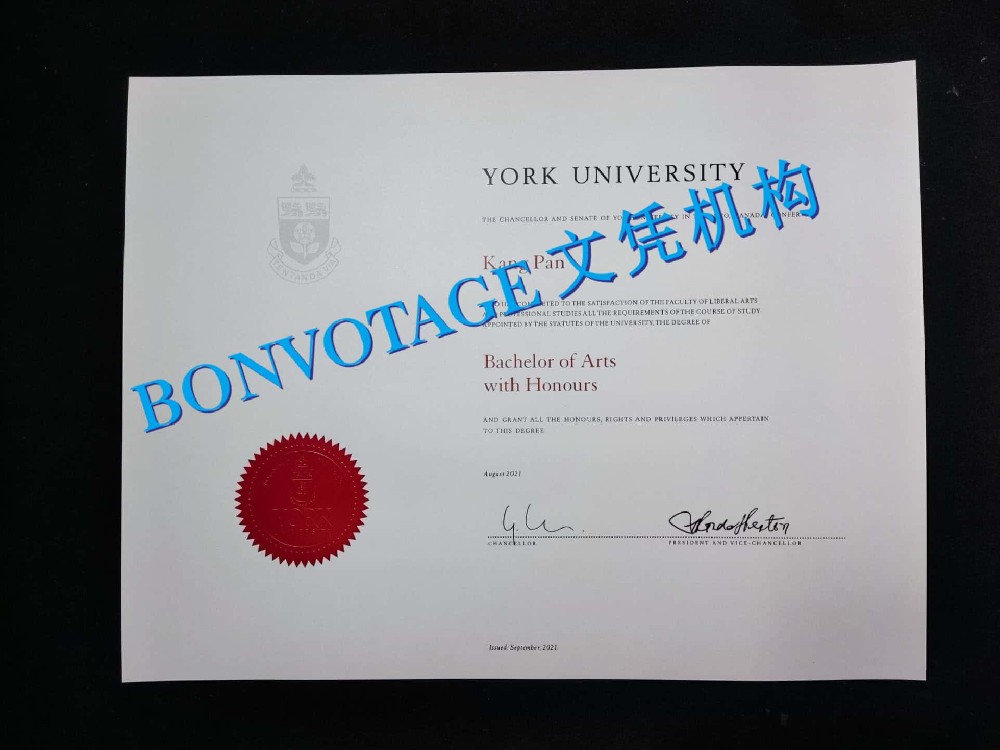 YORK UNIVERSITY
THE CHANCELLOR AND SENATE OF
Kang Pan
TO THE SATISFACTION OF THE FACULTY OF LIBERAL ARTS
STUDIES ALL THE REQUIREMENTS OF THE COURSE OF STUDY
APPOINTED BY THE STATUTES OF THE UNIVERSITY, THE DEGREE OF
BONVOTAGE文凭机构
Bachelor of Arts
with Honours
AND GRANT ALL THE HONOURS, RIGHTS AND PRIVILEGES WHICH APPERTAIN
TO THIS DEGREE
August 2021
CHANCELLOR
PRESIDENT AND VICE-CHANCELLOR
Issued: September, 2021
TENTANDA VIA